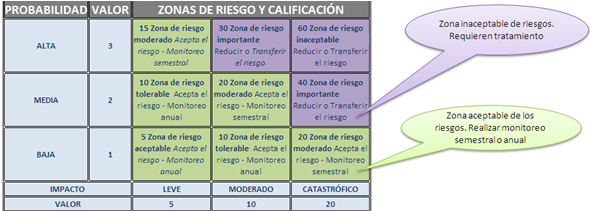 PROBABILIDAD VALOR ZONAS DE RIESGO Y CALIFICACIÓN
ALTA 3
15 Zona de riesgo
moderado Acepta el
riesgo - Monitoreo
semestral
30 Zona de riesgo
importante
Reducir o Transferir
el riesgo
60 Zona de riesgo
inaceptable
Reducir o Transferir
el riesgo
MEDIA 2
10 Zona de riesgo
tolerable Acepta el
riesgo - Monitoreo
anual
20 Zona de riesgo
moderado Acepta el
riesgo - Monitoreo
semestral
40 Zona de riesgo
importante
Reducir o Transferir
el riesgo
BAJA 1
5 Zona de riesgo
aceptable Acepta el
riesgo - Monitoreo
anual
10 Zona de riesgo
tolerable Acepta el
riesgo - Monitoreo
anual
20 Zona de riesgo
moderado Acepta el
riesgo - Monitoreo
semestral
IMPACTO LEVE MODERADO CATASTRÓFICO
VALOR 5 10 20
Zona inaceptable de riesgos.
Requieren tratamiento
Zona aceptable de los
riesgos. Realizar monitoreo
semestral o anual